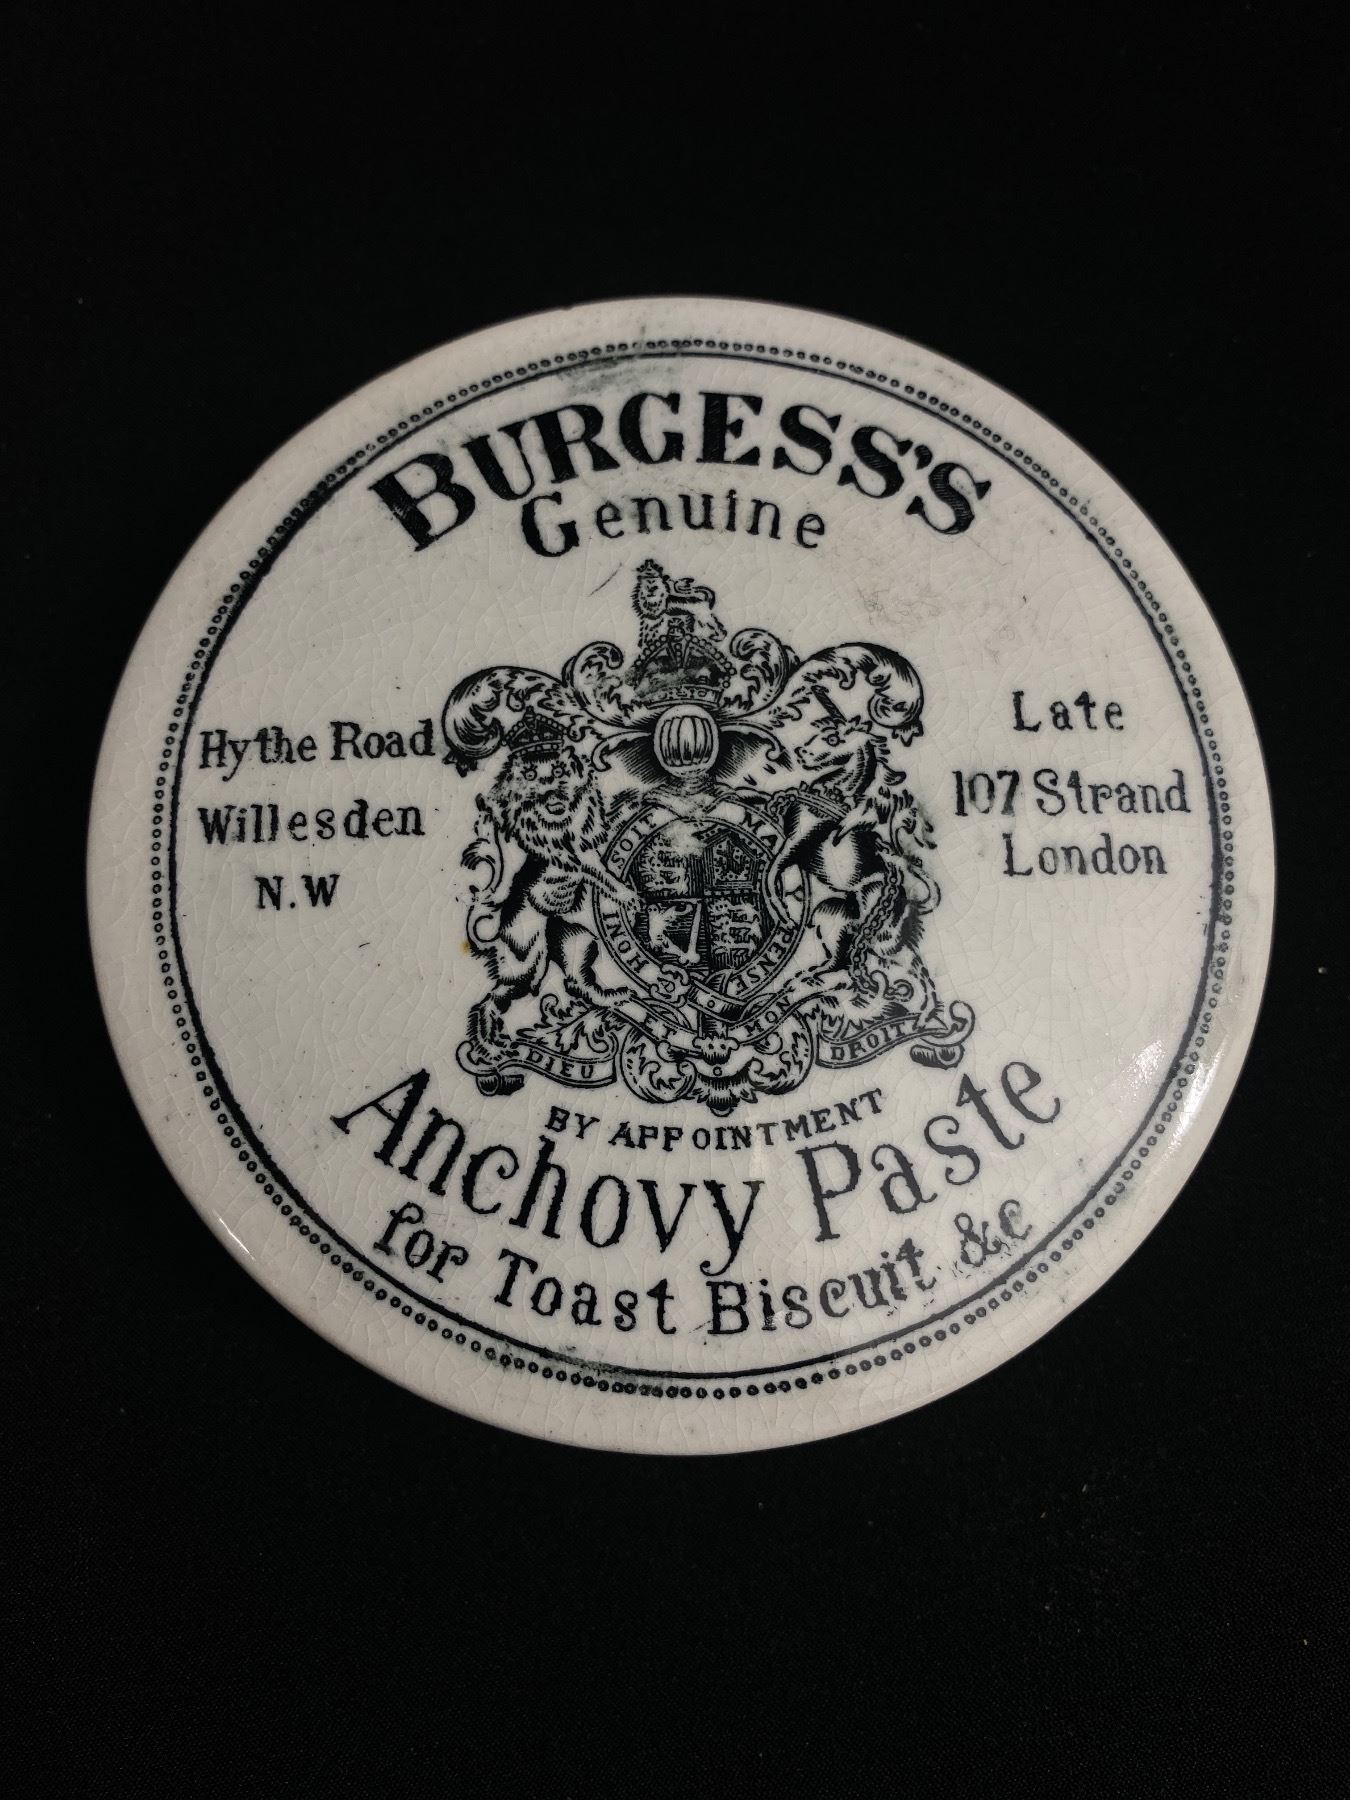 BURGESS'S
Genuine
Hythe Road
Willesden
N.W
Late
107 Strand
London
HONI SOIT MAL Y PENSE
DIEU ET MON DROIT
BY APPOINTMENT
Anchovy Paste
for Toast Biscuit &c